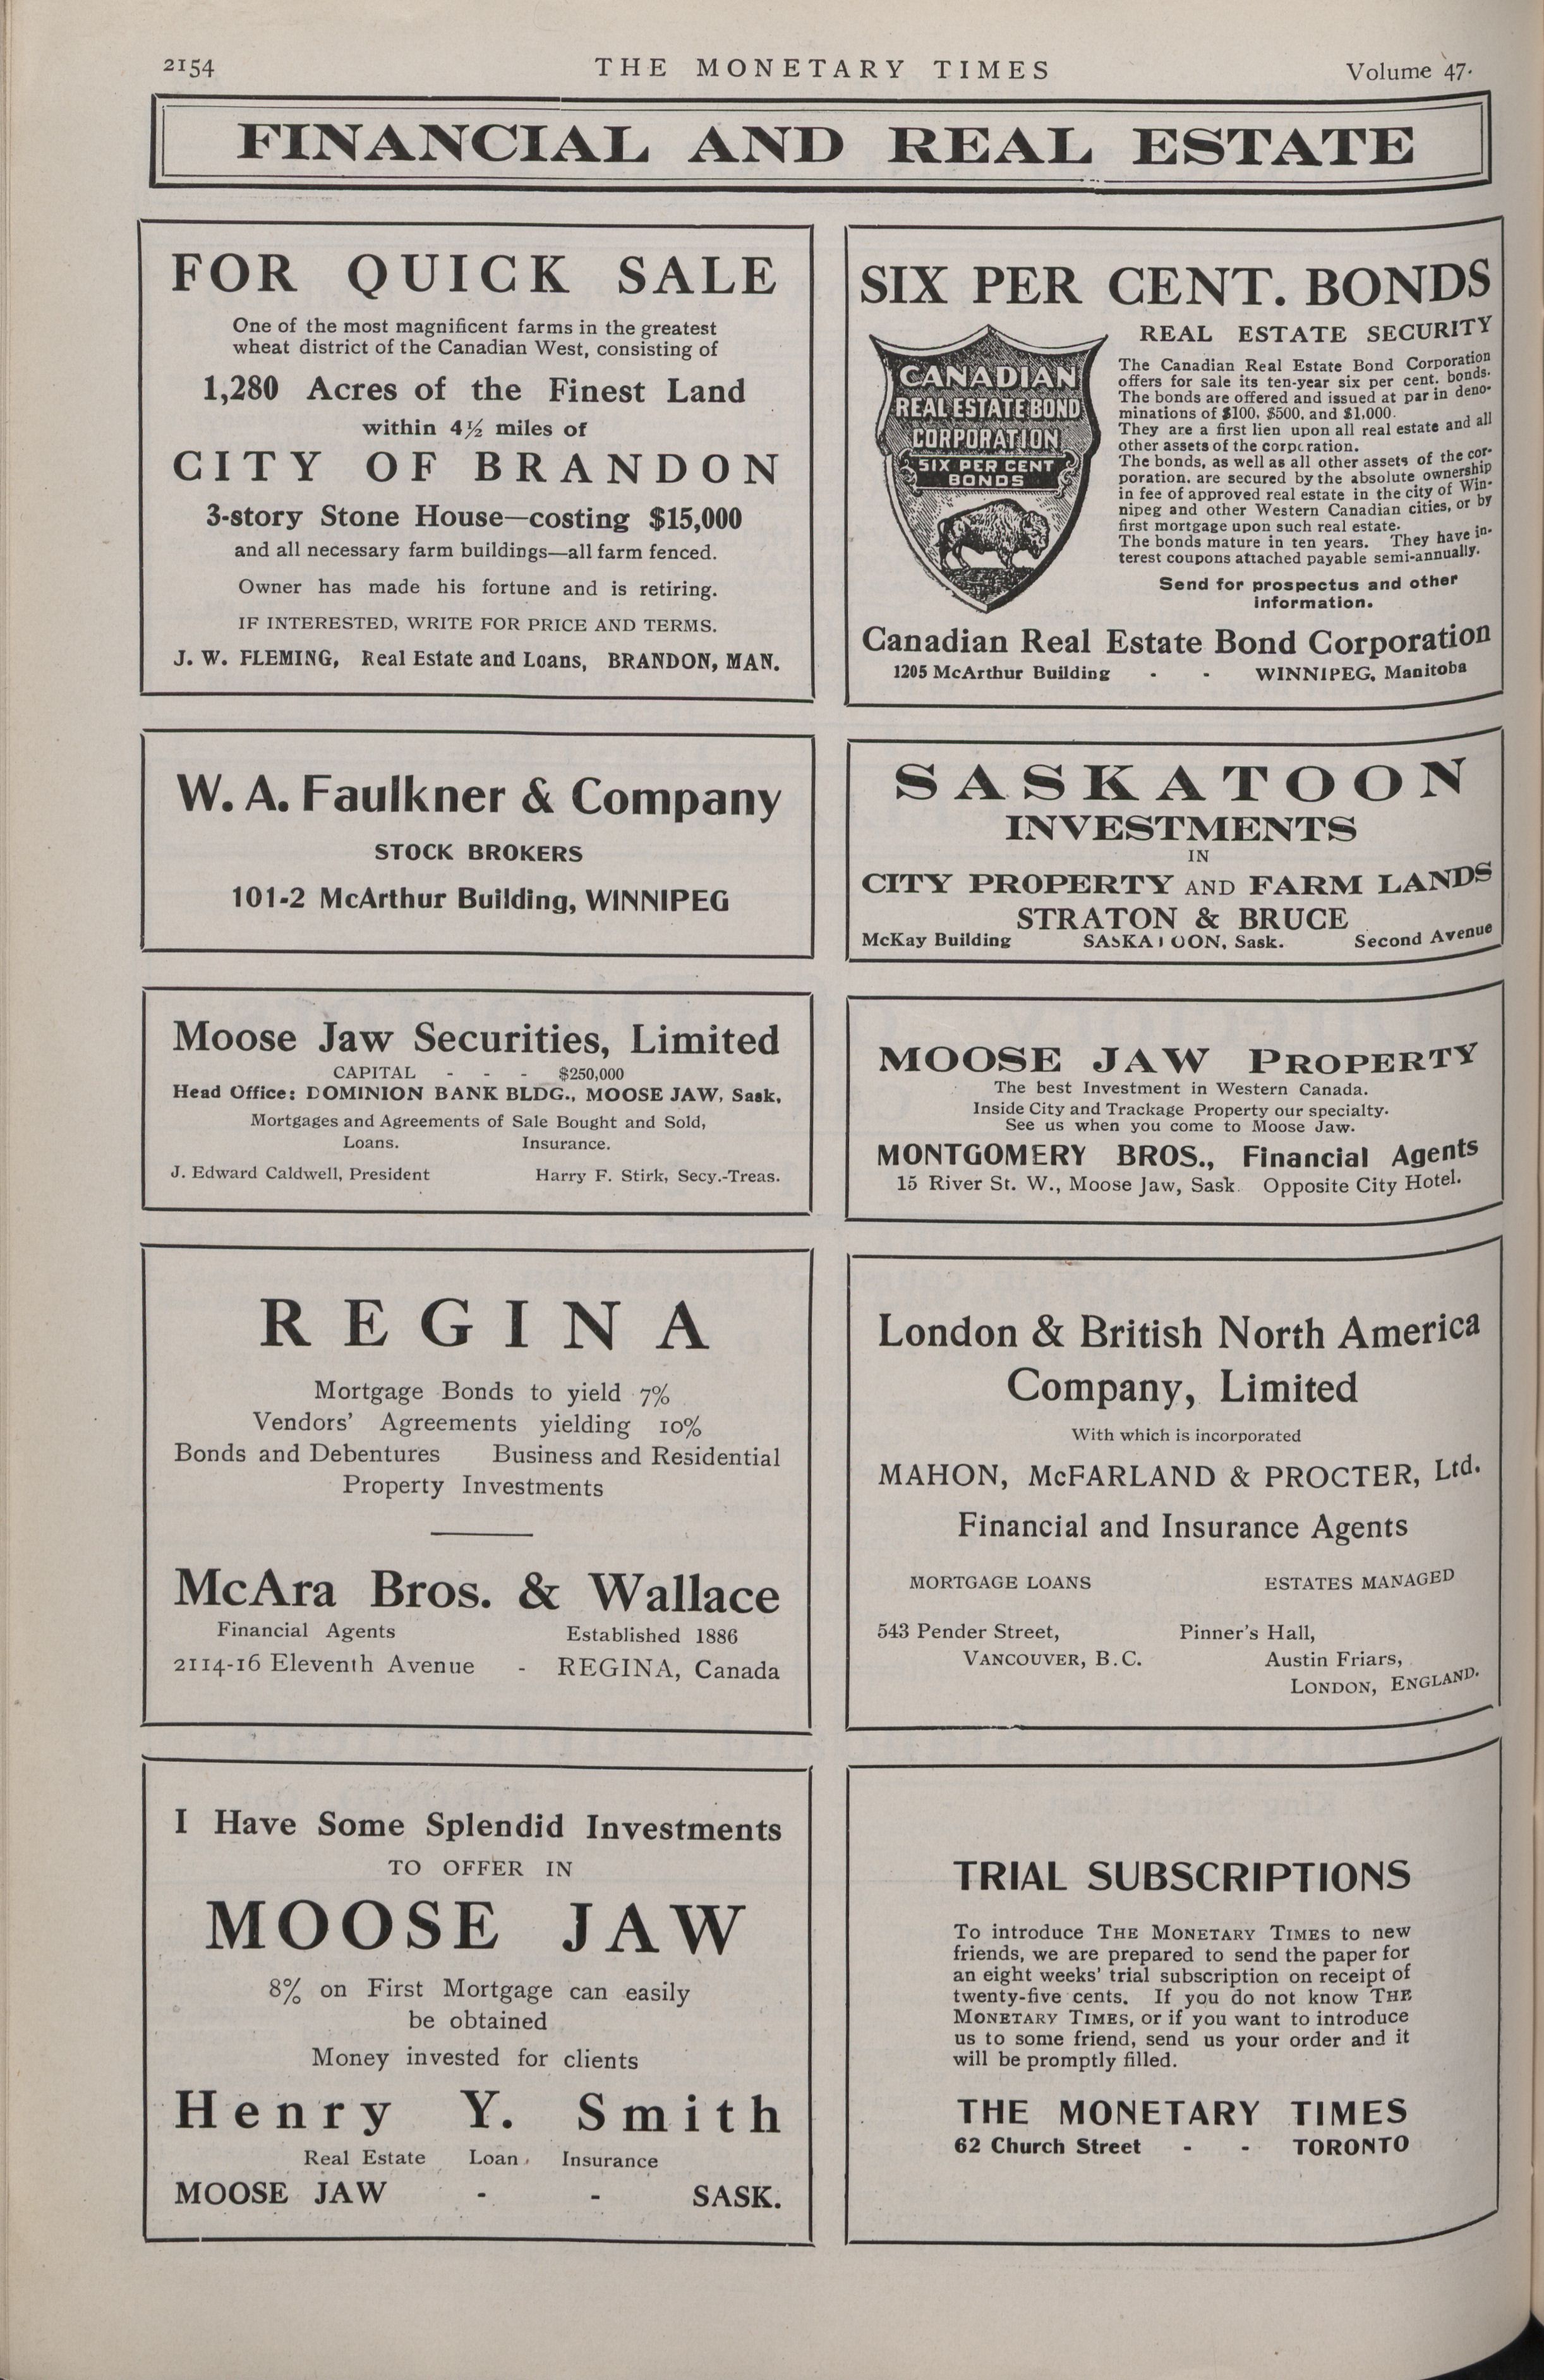 2154
THE MONETARY TIMES
Volume 47.
FINANCIAL AND REAL ESTATE
FOR QUICK SALE
One of the most magnificent farms in the greatest
wheat district of the Canadian West, consisting of
1,280 Acres of the Finest Land
within 4½ miles of
CITY OF BRANDON
3-story Stone House—costing $15,000
and all necessary farm buildings—all farm fenced.
Owner has made his fortune and is retiring.
IF INTERESTED, WRITE FOR PRICE AND TERMS.
J. W. FLEMING, Real Estate and Loans, BRANDON, MAN.
SIX PER CENT. BONDS
CANADIAN
REAL ESTATE BOND
CORPORATION
SIX PER CENT
BONDS
REAL ESTATE SECURITY
The Canadian Real Estate Bond Corporation
offers for sale its ten-year six per cent. bonds.
The bonds are offered and issued at par in deno-
minations of $100, $500, and $1,000.
They are a first lien upon all real estate and all
other assets of the corporation.
The bonds, as well as all other assets of the cor-
poration, are secured by the absolute ownership
in fee of approved real estate in the city of Win-
nipeg and other Western Canadian cities, or by
first mortgage upon such real estate.
The bonds mature in ten years. They have in-
terest coupons attached payable semi-annually.
Send for prospectus and other
information.
Canadian Real Estate Bond Corporation
1205 McArthur Building - - WINNIPEG, Manitoba
W. A. Faulkner & Company
STOCK BROKERS
101-2 McArthur Building, WINNIPEG
SASKATOON
INVESTMENTS
IN
CITY PROPERTY AND FARM LANDS
STRATON & BRUCE
McKay Building SASKATOON, Sask. Second Avenue
Moose Jaw Securities, Limited
CAPITAL - - - $250,000
Head Office: DOMINION BANK BLDG., MOOSE JAW, Sask,
Mortgages and Agreements of Sale Bought and Sold,
Loans. Insurance.
J. Edward Caldwell, President Harry F. Stirk, Secy.-Treas.
MOOSE JAW PROPERTY
The best Investment in Western Canada.
Inside City and Trackage Property our specialty.
See us when you come to Moose Jaw.
MONTGOMERY BROS., Financial Agents
15 River St. W., Moose Jaw, Sask. Opposite City Hotel.
REGINA
Mortgage Bonds to yield 7%
Vendors' Agreements yielding 10%
Bonds and Debentures Business and Residential
Property Investments
McAra Bros. & Wallace
Financial Agents Established 1886
2114-16 Eleventh Avenue - REGINA, Canada
London & British North America
Company, Limited
With which is incorporated
MAHON, McFARLAND & PROCTER, Ltd.
Financial and Insurance Agents
MORTGAGE LOANS ESTATES MANAGED
543 Pender Street, Pinner's Hall,
VANCOUVER, B.C. Austin Friars,
LONDON, ENGLAND.
I Have Some Splendid Investments
TO OFFER IN
MOOSE JAW
8% on First Mortgage can easily
be obtained
Money invested for clients
Henry Y. Smith
Real Estate Loan Insurance
MOOSE JAW - - SASK.
TRIAL SUBSCRIPTIONS
To introduce THE MONETARY TIMES to new
friends, we are prepared to send the paper for
an eight weeks' trial subscription on receipt of
twenty-five cents. If you do not know THE
MONETARY TIMES, or if you want to introduce
us to some friend, send us your order and it
will be promptly filled.
THE MONETARY TIMES
62 Church Street - - TORONTO